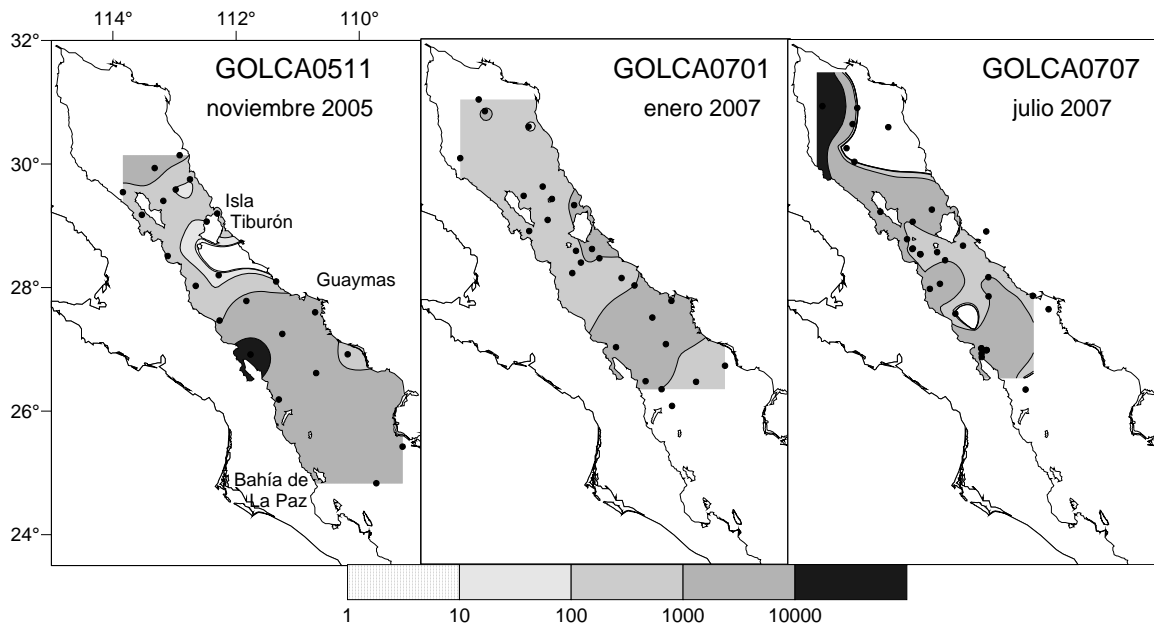 114° 112° 110°
32°
30°
28°
26°
24°
GOLCA0511
noviembre 2005
Isla
Tiburón
Guaymas
Bahía de
La Paz
GOLCA0701
enero 2007
GOLCA0707
julio 2007
1 10 100 1000 10000